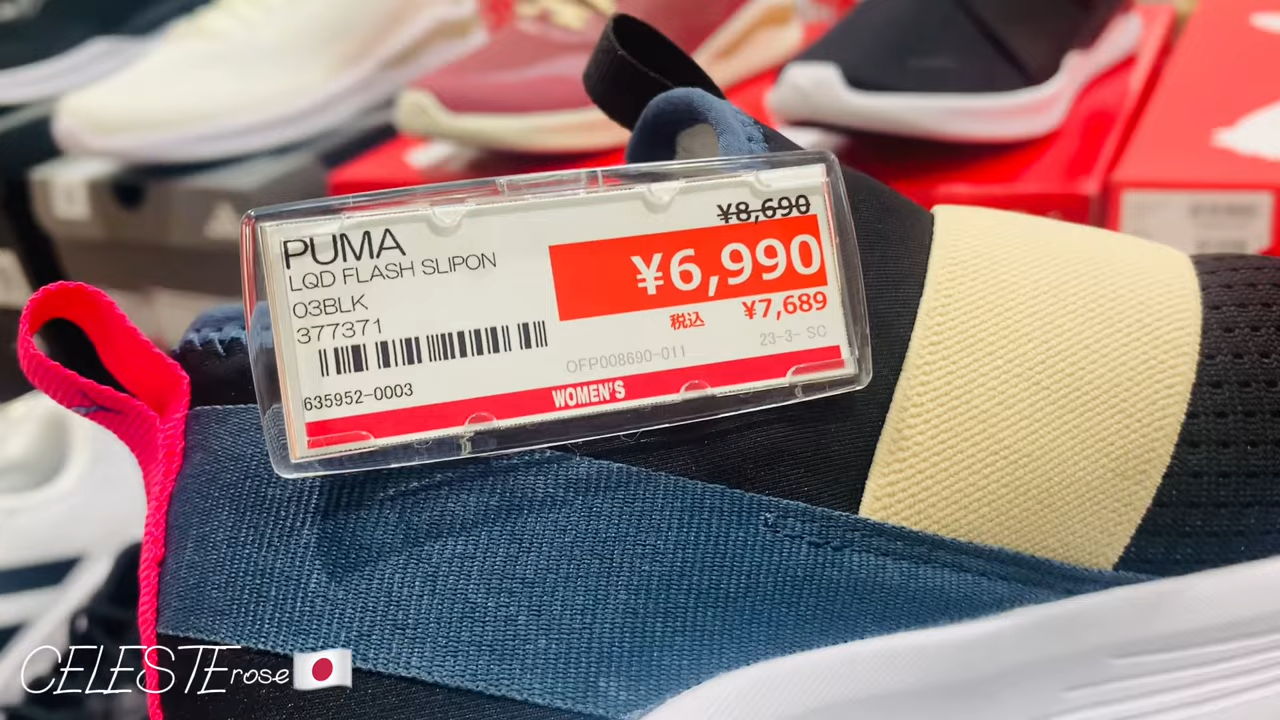 ¥8,690
PUMA
LQD FLASH SLIPON
03BLK
377371
¥6,990
税込 ¥7,689
OFP008690-011
23-3- SC
635952-0003
WOMEN'S
CELESTE rose